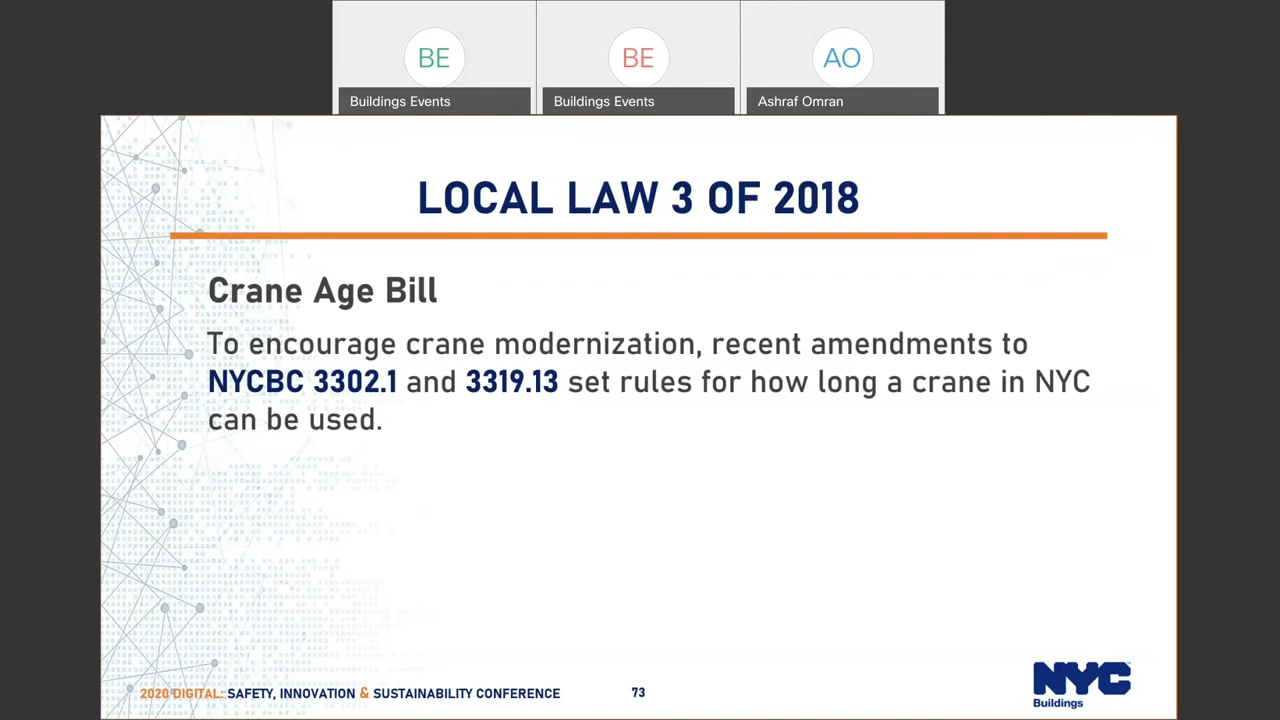 BE
BE
AO
Buildings Events
Buildings Events
Ashraf Omran
LOCAL LAW 3 OF 2018
Crane Age Bill
To encourage crane modernization, recent amendments to
NYCBC 3302.1 and 3319.13 set rules for how long a crane in NYC
can be used.
2020 DIGITAL: SAFETY, INNOVATION & SUSTAINABILITY CONFERENCE
73
NYC
Buildings